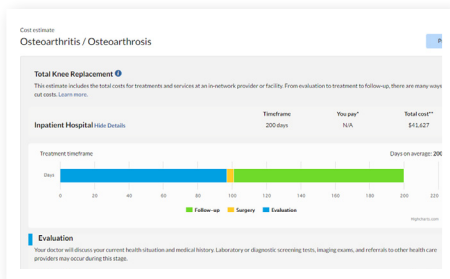 Cost estimate
Osteoarthritis / Osteoarthrosis
P
Total Knee Replacement
This estimate includes the total costs for treatments and services at an in-network provider or facility. From evaluation to treatment to follow-up, there are many ways
cut costs. Learn more.
Timeframe You pay* Total cost**
Inpatient Hospital Hide Details 200 days N/A $41,627
Treatment timeframe Days on average: 200
Days
0 20 40 60 80 100 120 140 160 180 200 220
Follow-up Surgery Evaluation
Highcharts.com
Evaluation
Your doctor will discuss your current health situation and medical history. Laboratory or diagnostic screening tests, imaging exams, and referrals to other health care
providers may occur during this stage.